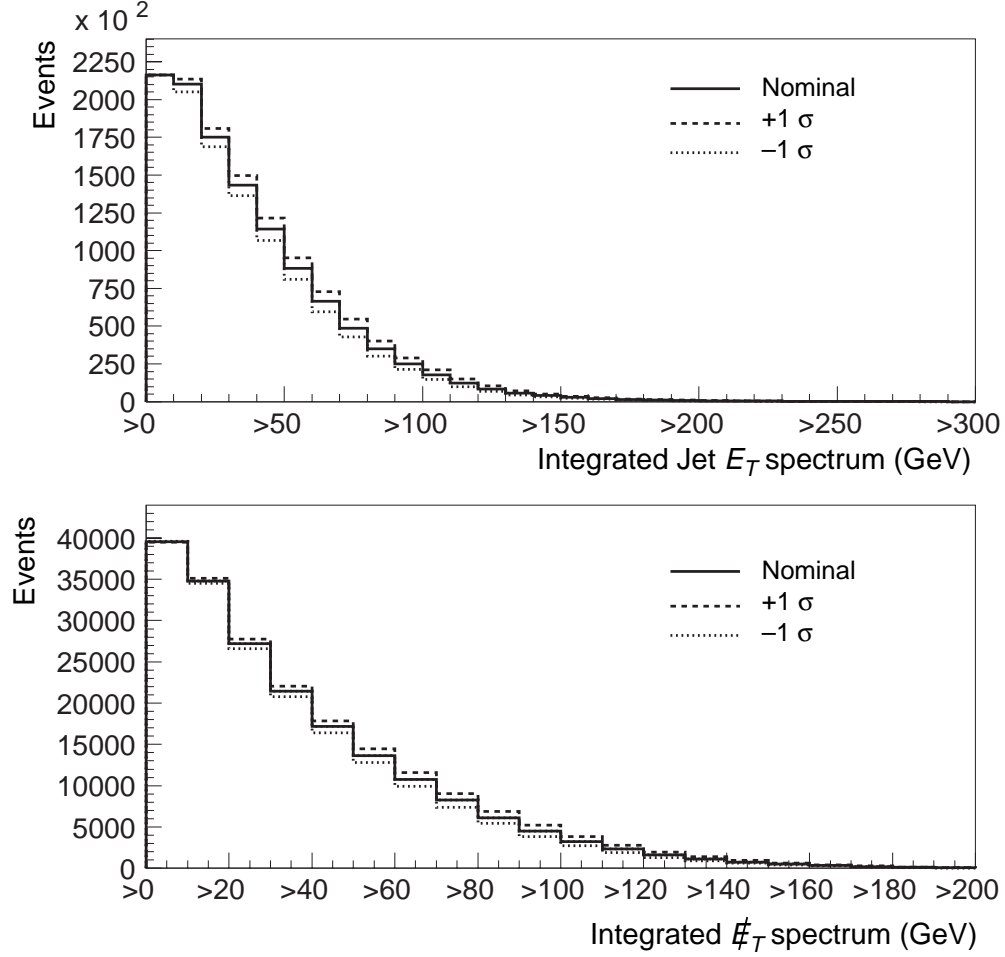 x 10 2
Events
2250
2000
1750
1500
1250
1000
750
500
250
0
Nominal
+1 σ
–1 σ
>0 >50 >100 >150 >200 >250 >300
Integrated Jet E_T spectrum (GeV)
Events
40000
35000
30000
25000
20000
15000
10000
5000
0
Nominal
+1 σ
–1 σ
>0 >20 >40 >60 >80 >100 >120 >140 >160 >180 >200
Integrated E̸_T spectrum (GeV)